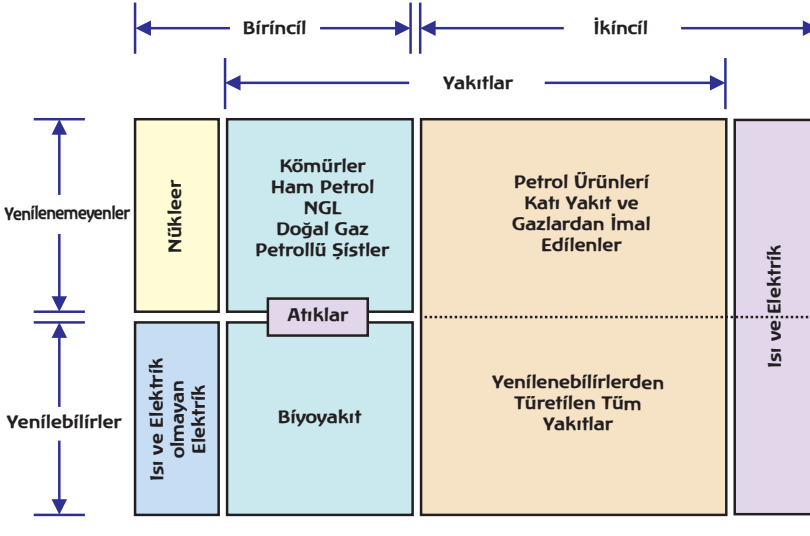 Birincil
İkincil
Yakıtlar
Yenilenemeyenler
Nükleer
Kömürler
Ham Petrol
NGL
Doğal Gaz
Petrollü Şistler
Petrol Ürünleri
Katı Yakıt ve
Gazlardan İmal
Edilenler
Isı ve Elektrik
Atıklar
Yenilebilirler
Isı ve Elektrik
olmayan
Elektrik
Biyoyakıt
Yenilenebilirlerden
Türetilen Tüm
Yakıtlar